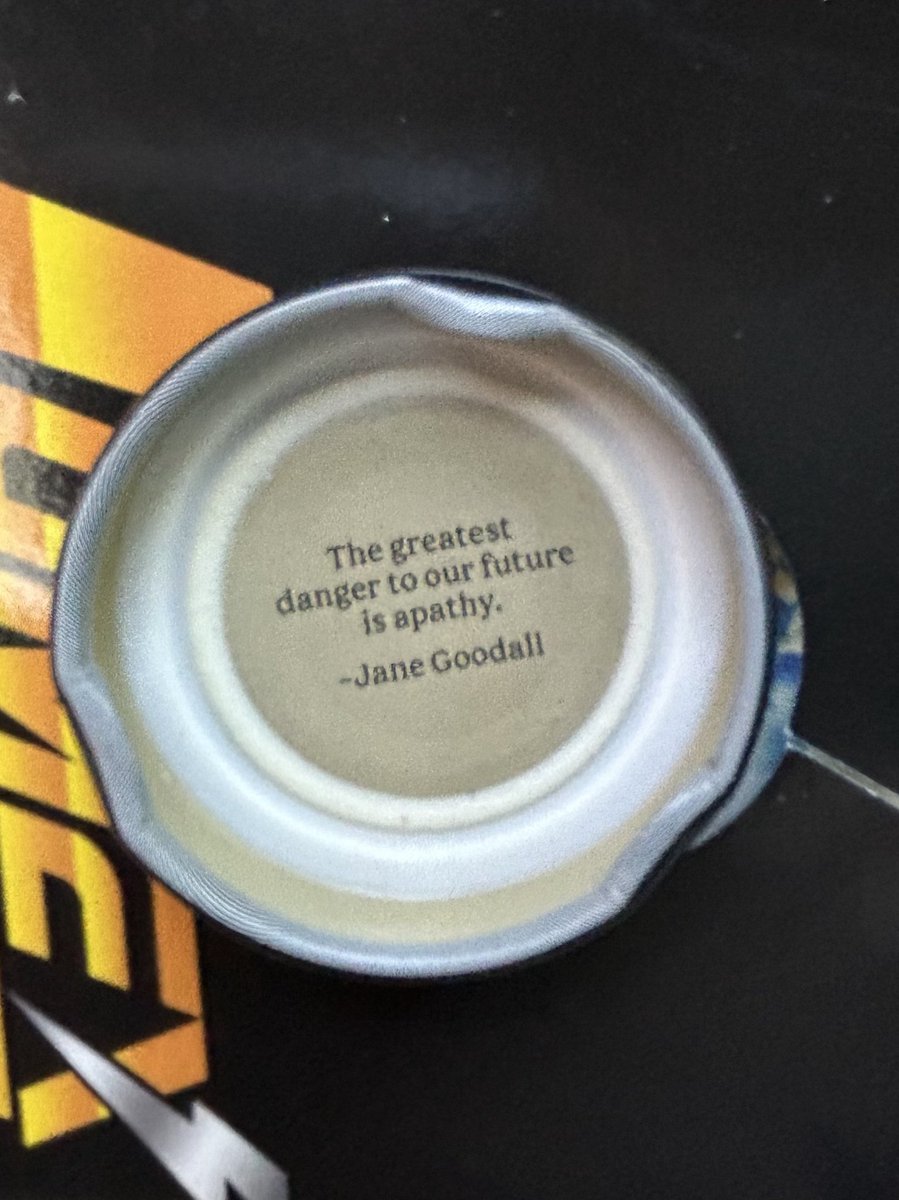 The greatest
danger to our future
is apathy.
-Jane Goodall